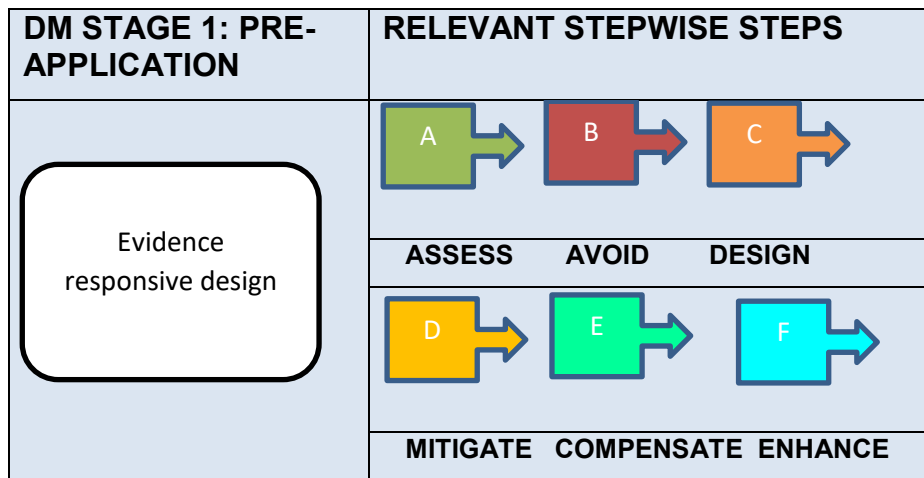 DM STAGE 1: PRE-
APPLICATION
RELEVANT STEPWISE STEPS
Evidence
responsive design
A B C
ASSESS AVOID DESIGN
D E F
MITIGATE COMPENSATE ENHANCE